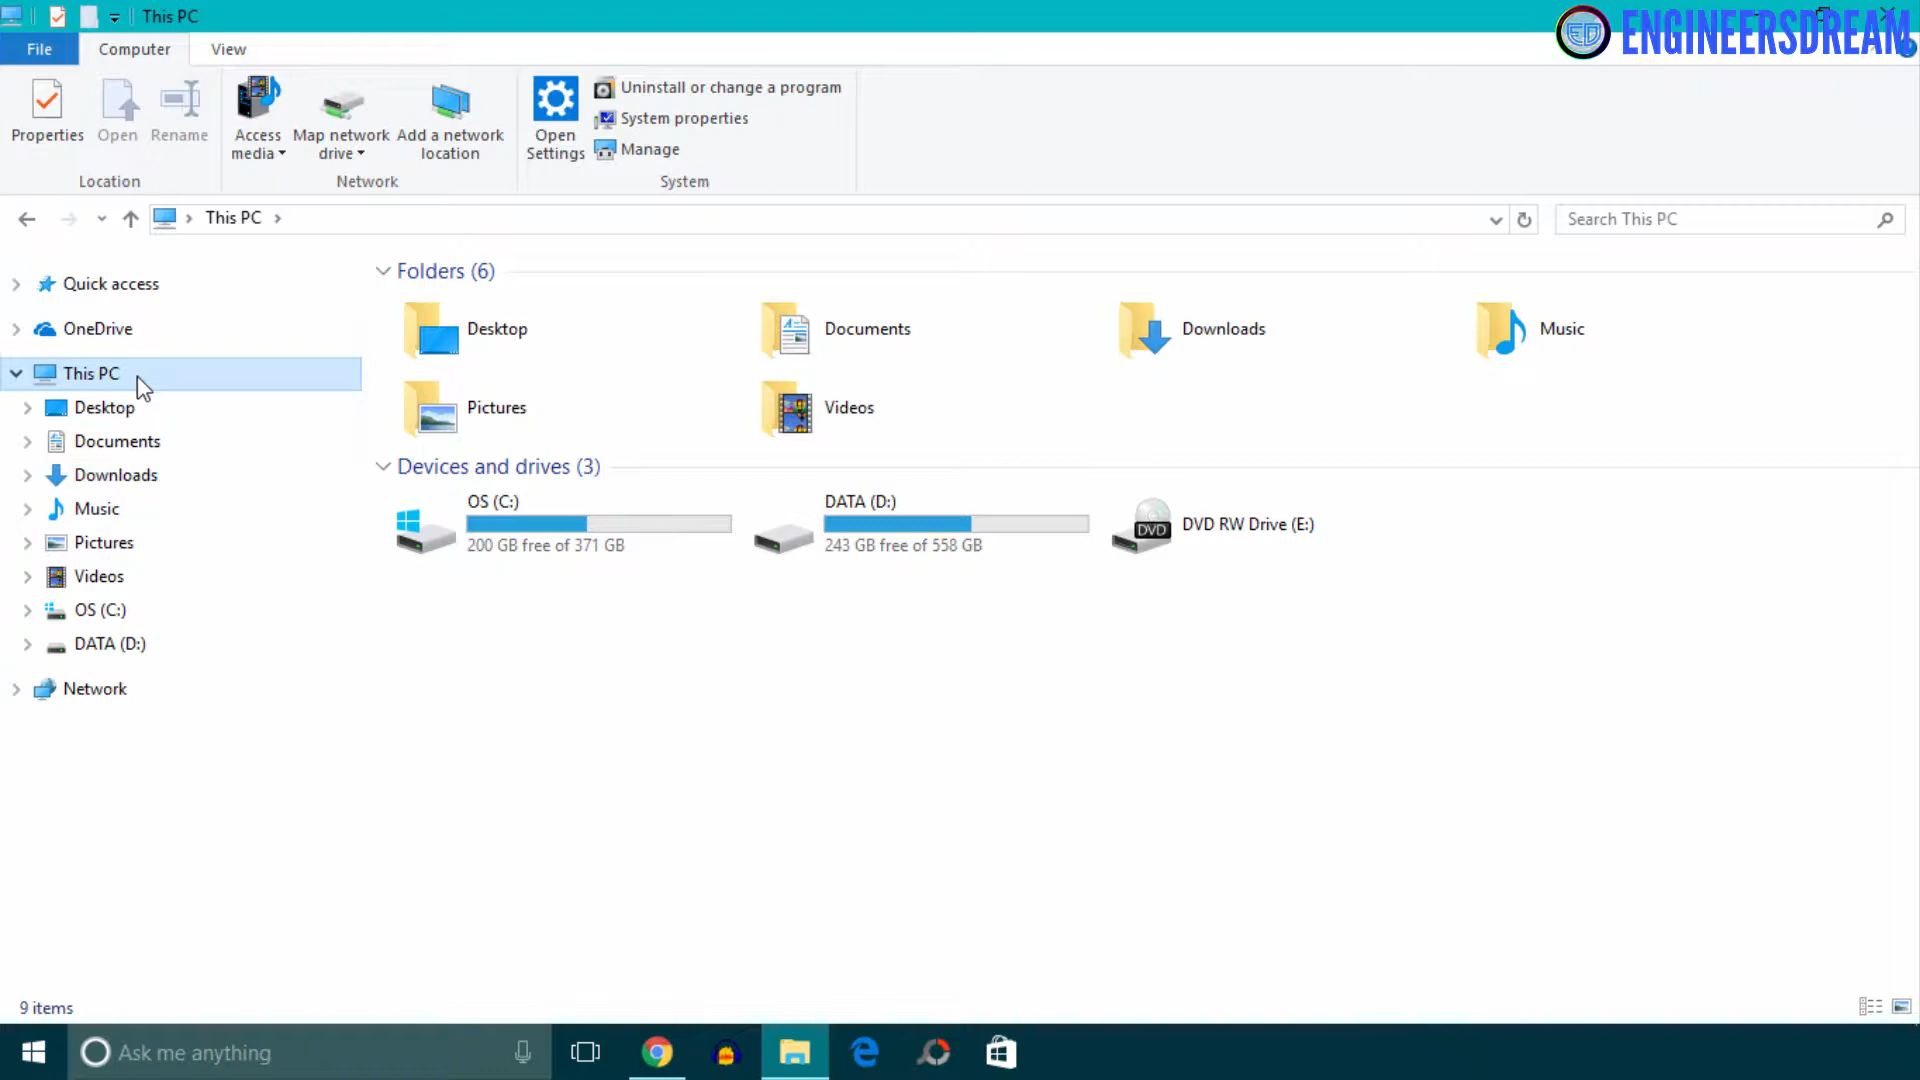 This PC
ENGINEERSDREAM
File
Computer
View
Properties
Open
Rename
Access
media
Map network
drive
Add a network
location
Open
Settings
Uninstall or change a program
System properties
Manage
Location
Network
System
This PC
Search This PC
Quick access
OneDrive
This PC
Desktop
Documents
Downloads
Music
Pictures
Videos
OS (C:)
DATA (D:)
Network
Folders (6)
Desktop
Documents
Downloads
Music
Pictures
Videos
Devices and drives (3)
OS (C:)
200 GB free of 371 GB
DATA (D:)
243 GB free of 558 GB
DVD
DVD RW Drive (E:)
9 items
Ask me anything